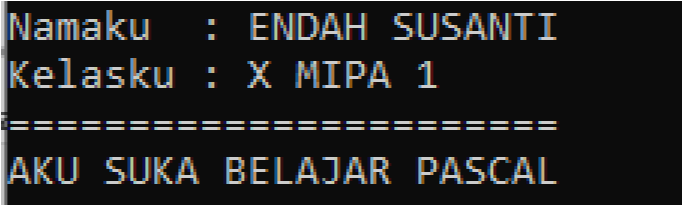 Namaku  : ENDAH SUSANTI
Kelasku : X MIPA 1
=======================
AKU SUKA BELAJAR PASCAL